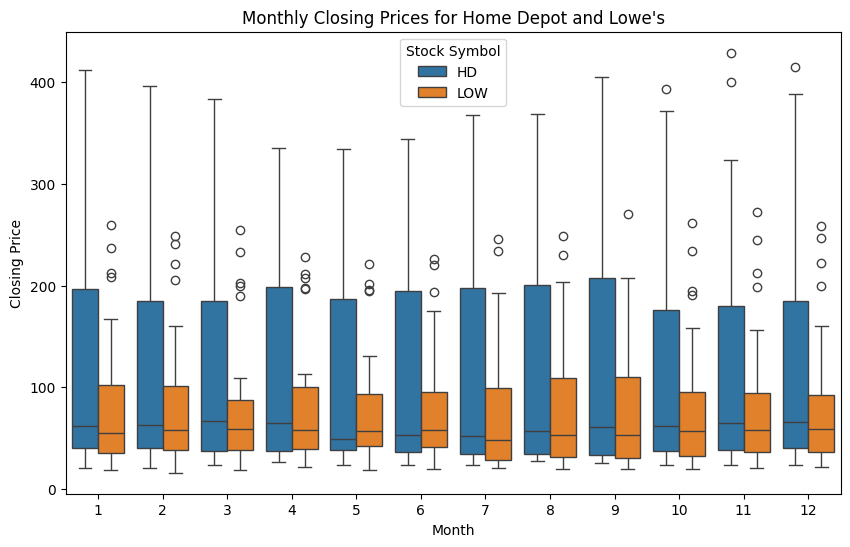 Monthly Closing Prices for Home Depot and Lowe's
Stock Symbol
HD
LOW
Closing Price
400
300
200
100
0
1 2 3 4 5 6 7 8 9 10 11 12
Month